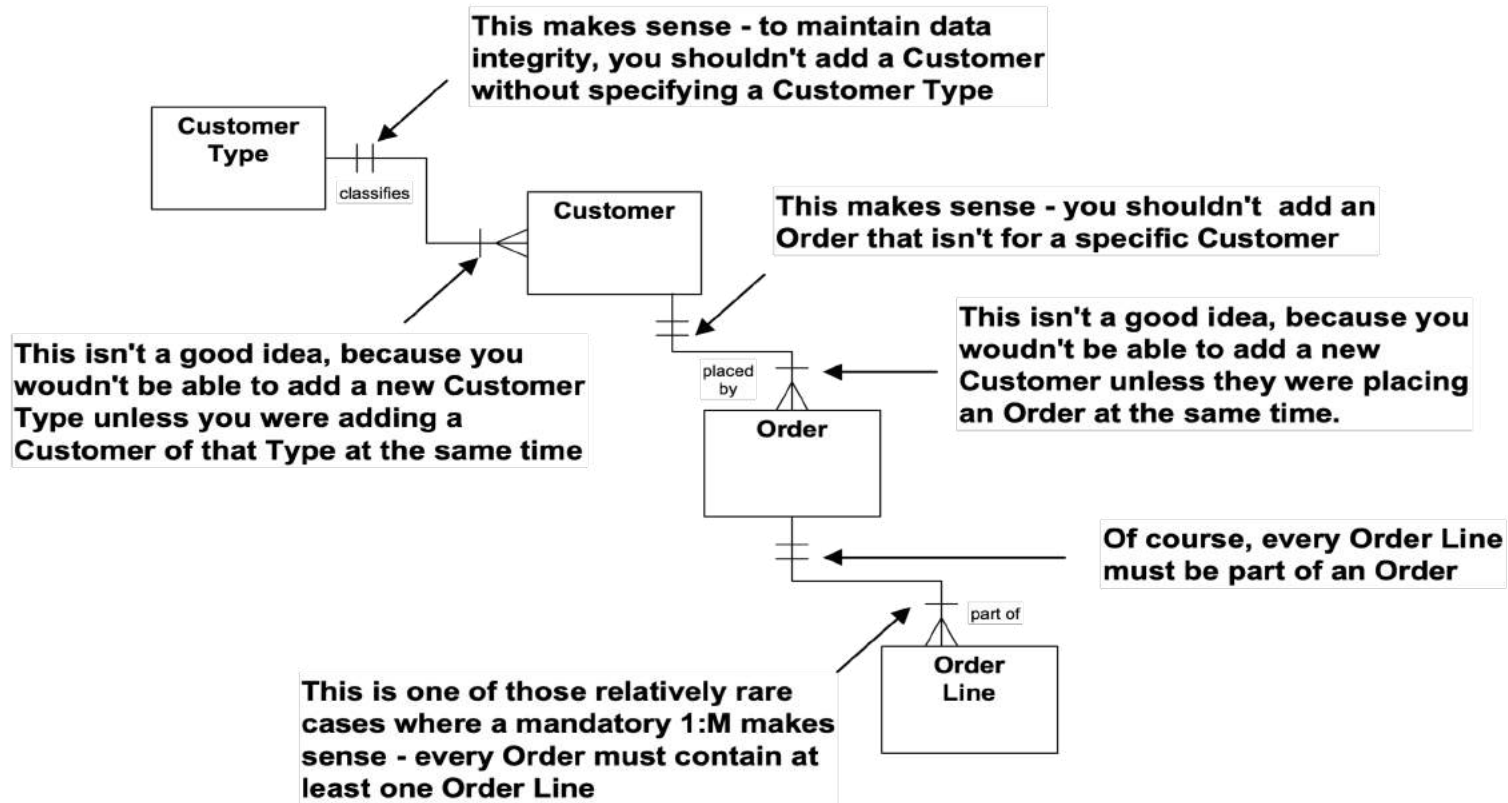 This makes sense - to maintain data
integrity, you shouldn't add a Customer
without specifying a Customer Type
Customer
Type
classifies
Customer
This makes sense - you shouldn't add an
Order that isn't for a specific Customer
This isn't a good idea, because you
woudn't be able to add a new Customer
Type unless you were adding a
Customer of that Type at the same time
placed
by
This isn't a good idea, because you
woudn't be able to add a new
Customer unless they were placing
an Order at the same time.
Order
Of course, every Order Line
must be part of an Order
part of
Order
Line
This is one of those relatively rare
cases where a mandatory 1:M makes
sense - every Order must contain at
least one Order Line